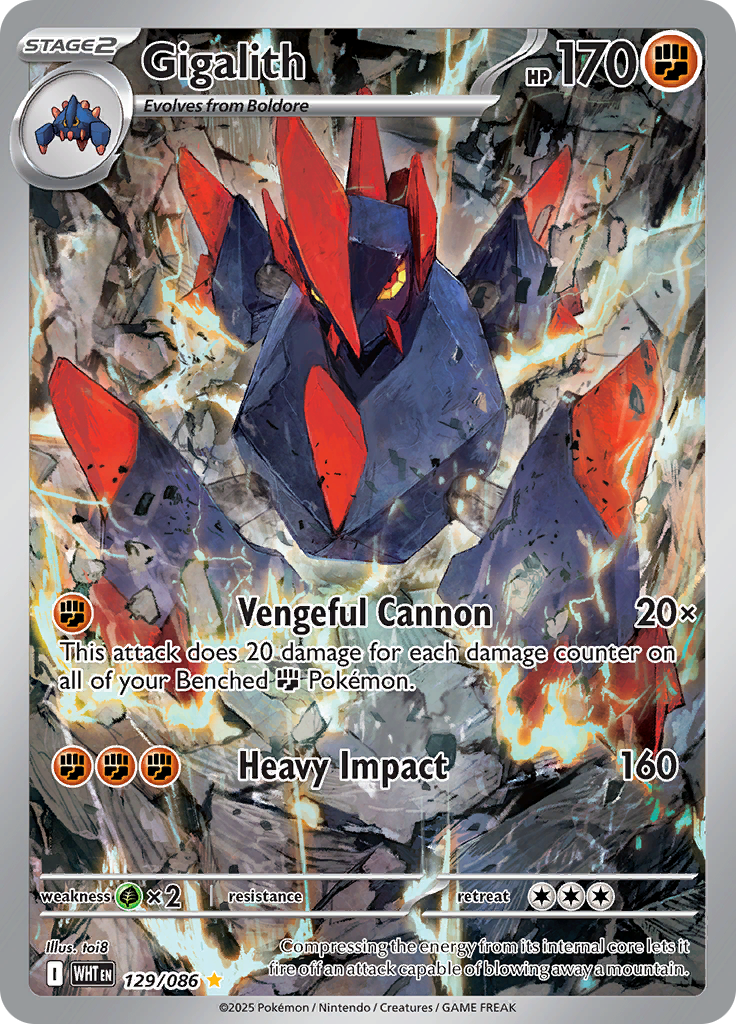 STAGE2
Gigalith
HP 170
Evolves from Boldore
Vengeful Cannon 20×
This attack does 20 damage for each damage counter on
all of your Benched Pokémon.
Heavy Impact 160
weakness ×2 resistance retreat
Illus. toi8
Compressing the energy from its internal core lets it
fire off an attack capable of blowing away a mountain.
I WHT EN 129/086
©2025 Pokémon / Nintendo / Creatures / GAME FREAK